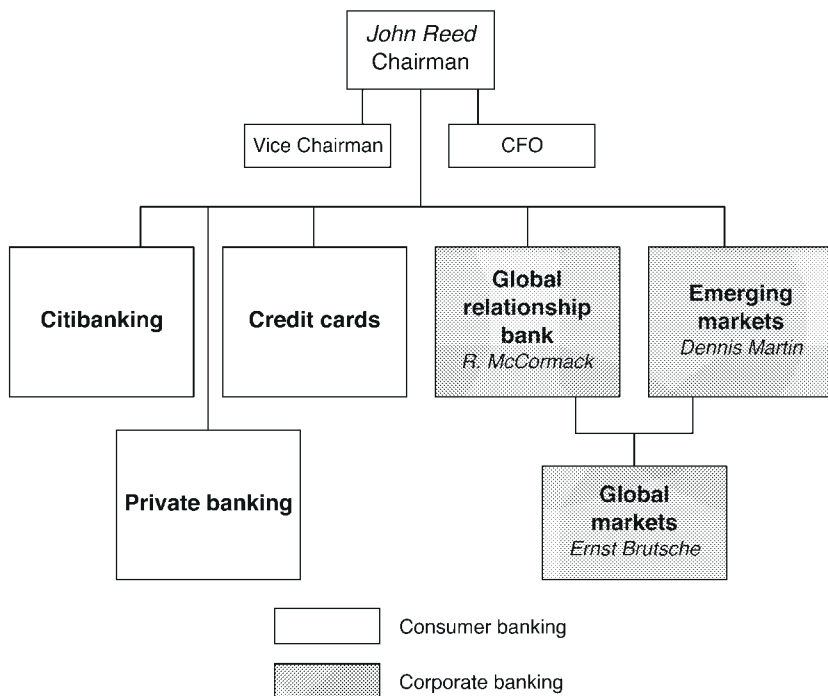 John Reed
Chairman
Vice Chairman
CFO
Citibanking
Credit cards
Global
relationship
bank
R. McCormack
Emerging
markets
Dennis Martin
Private banking
Global
markets
Ernst Brutsche
Consumer banking
Corporate banking